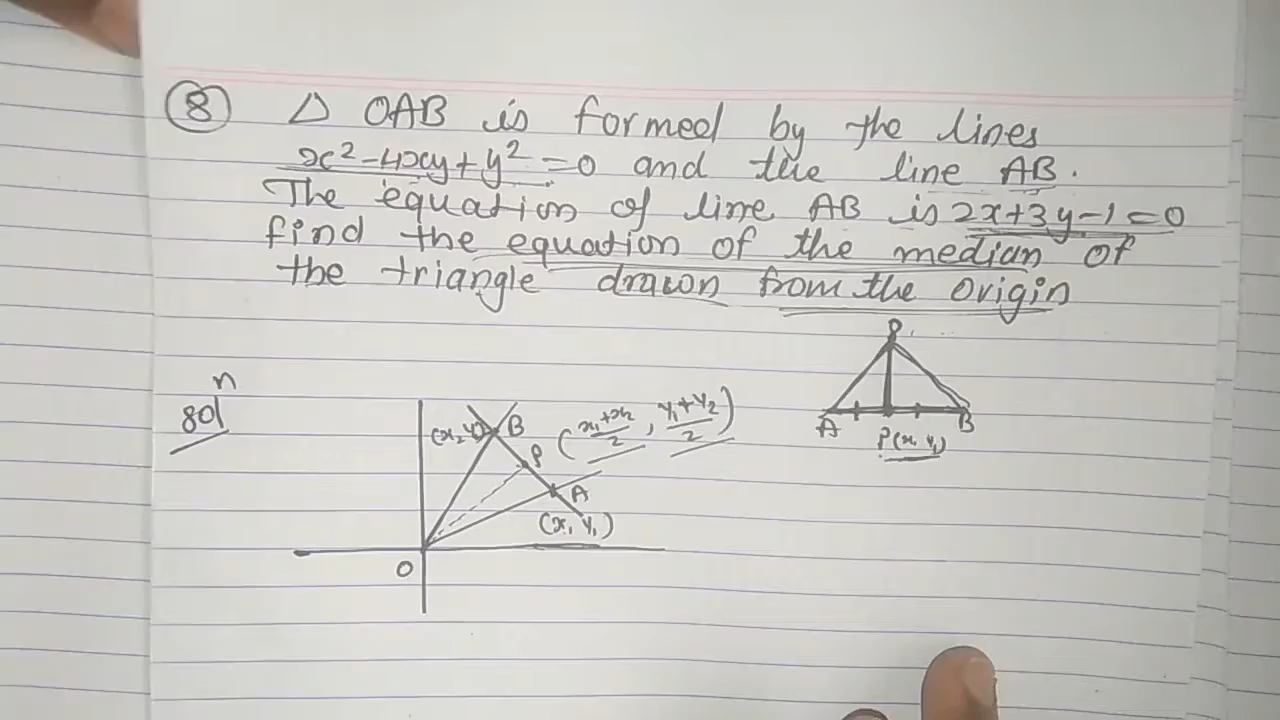 ⑧ Δ OAB is formed by the lines
x² - 4xy + y² = 0 and the line AB.
The equation of line AB is 2x+3y-1=0
find the equation of the median of
the triangle drawn from the origin
Solⁿ
O
A B
P(x, y₁)
(x₂ y₂) B
P (x₁+x₂/2, y₁+y₂/2)
A
(x₁ y₁)
O